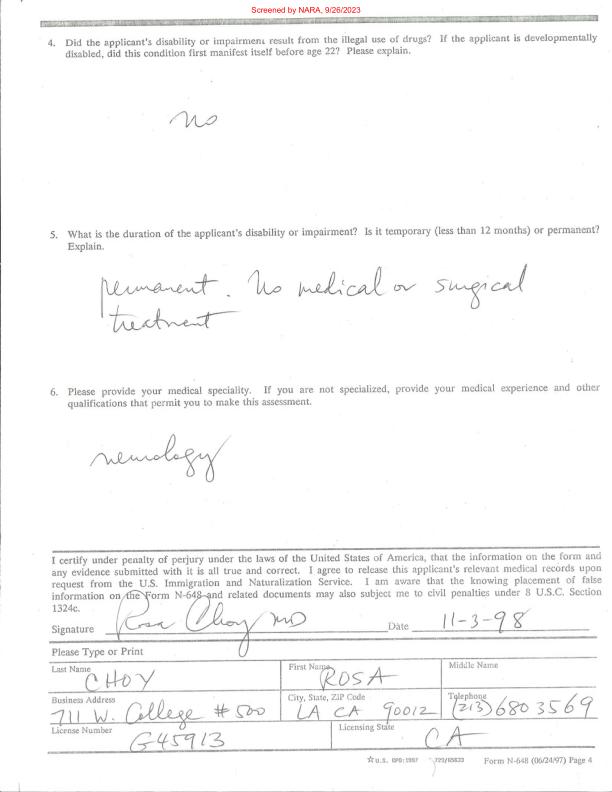 Screened by NARA, 9/26/2023
4. Did the applicant's disability or impairment result from the illegal use of drugs? If the applicant is developmentally
disabled, did this condition first manifest itself before age 22? Please explain.
no
5. What is the duration of the applicant's disability or impairment? Is it temporary (less than 12 months) or permanent?
Explain.
permanent. No medical or surgical
treatment
6. Please provide your medical speciality. If you are not specialized, provide your medical experience and other
qualifications that permit you to make this assessment.
neurology
I certify under penalty of perjury under the laws of the United States of America, that the information on the form and
any evidence submitted with it is all true and correct. I agree to release this applicant's relevant medical records upon
request from the U.S. Immigration and Naturalization Service. I am aware that the knowing placement of false
information on the Form N-648 and related documents may also subject me to civil penalties under 8 U.S.C. Section
1324c.
Signature Rosa Choy MD Date 11-3-98
Please Type or Print
Last Name First Name Middle Name
CHOY ROSA
Business Address City, State, ZIP Code Telephone
711 W. College #500 LA CA 90012 (213) 680 3569
License Number Licensing State
G45913 CA
☆U.S. GPO:1997 Form N-648 (06/24/97) Page 4